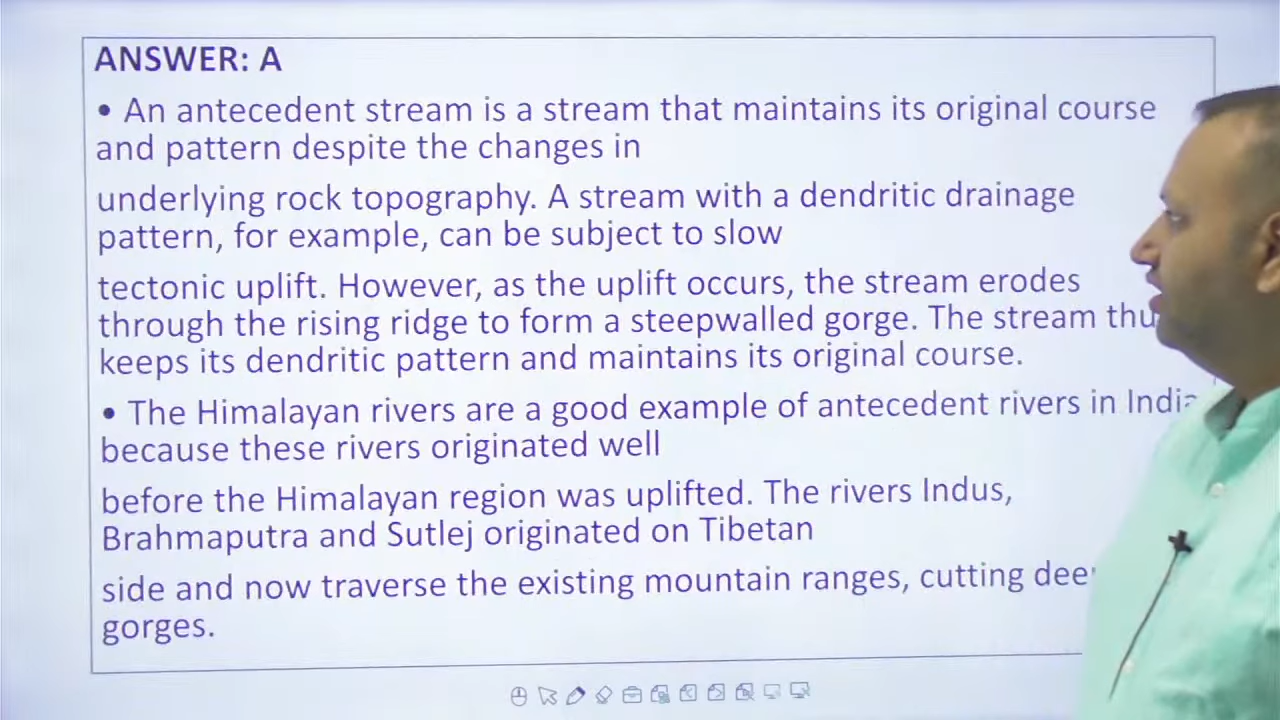 ANSWER: A
• An antecedent stream is a stream that maintains its original course
and pattern despite the changes in
underlying rock topography. A stream with a dendritic drainage
pattern, for example, can be subject to slow
tectonic uplift. However, as the uplift occurs, the stream erodes
through the rising ridge to form a steepwalled gorge. The stream
keeps its dendritic pattern and maintains its original course.
• The Himalayan rivers are a good example of antecedent rivers in India
because these rivers originated well
before the Himalayan region was uplifted. The rivers Indus,
Brahmaputra and Sutlej originated on Tibetan
side and now traverse the existing mountain ranges, cutting
gorges.